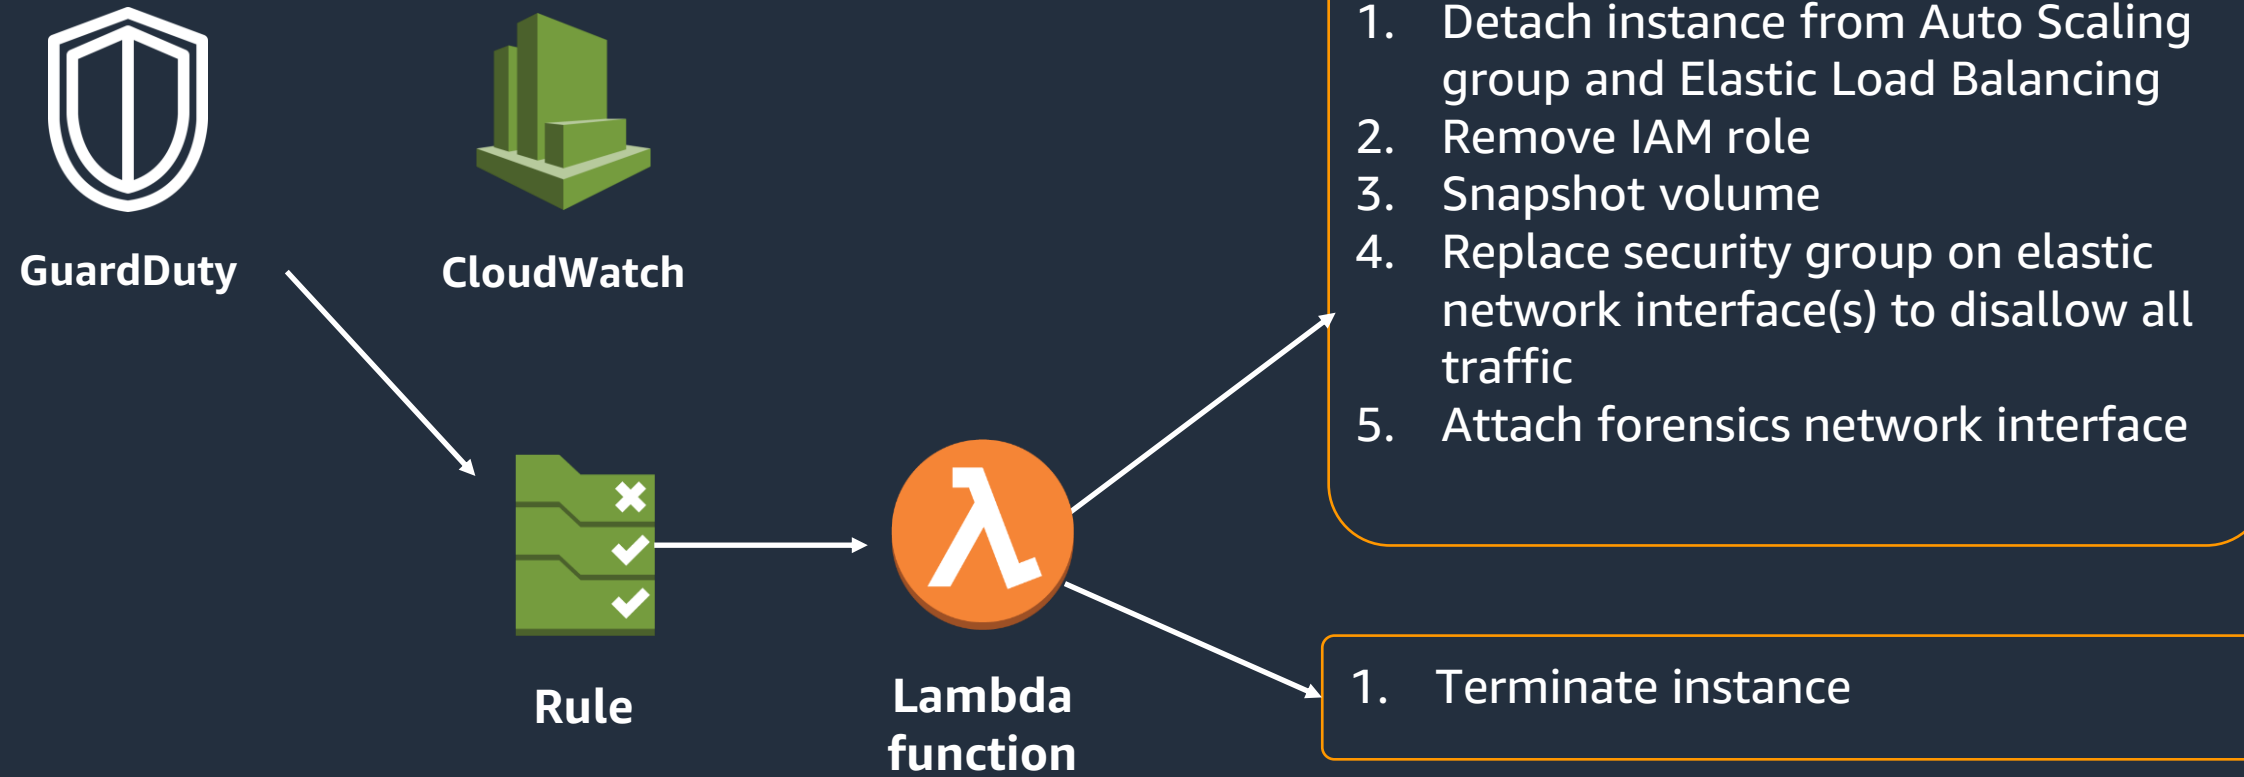 GuardDuty
CloudWatch
Rule
Lambda
function
1. Detach instance from Auto Scaling
group and Elastic Load Balancing
2. Remove IAM role
3. Snapshot volume
4. Replace security group on elastic
network interface(s) to disallow all
traffic
5. Attach forensics network interface
1. Terminate instance